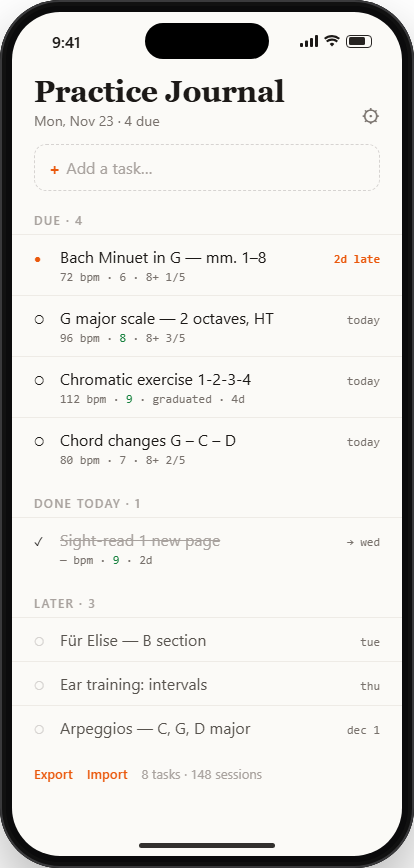 9:41
Practice Journal
Mon, Nov 23 · 4 due
+ Add a task...
DUE · 4
Bach Minuet in G — mm. 1–8 2d late
72 bpm · 6 · 8+ 1/5
G major scale — 2 octaves, HT today
96 bpm · 8 · 8+ 3/5
Chromatic exercise 1-2-3-4 today
112 bpm · 9 · graduated · 4d
Chord changes G – C – D today
80 bpm · 7 · 8+ 2/5
DONE TODAY · 1
✓ Sight-read 1 new page → wed
— bpm · 9 · 2d
LATER · 3
Für Elise — B section tue
Ear training: intervals thu
Arpeggios — C, G, D major dec 1
Export Import 8 tasks · 148 sessions